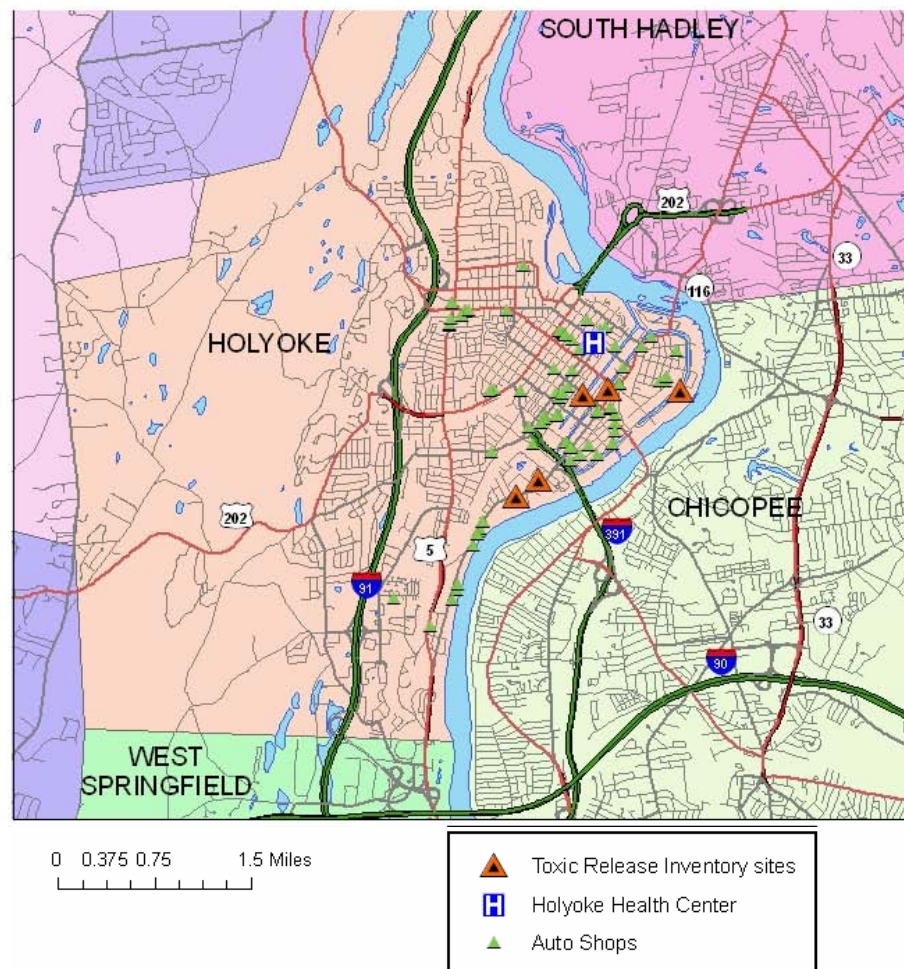 SOUTH HADLEY
202
33
116
HOLYOKE
CHICOPEE
202
5
391
91
33
90
WEST
SPRINGFIELD
0 0.375 0.75 1.5 Miles
Toxic Release Inventory sites
H Holyoke Health Center
Auto Shops
H